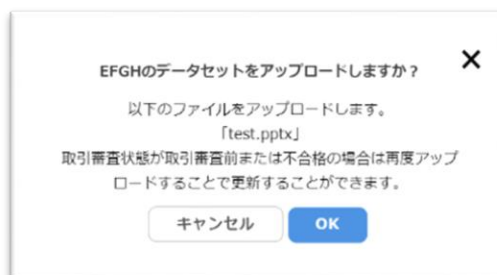 EFGHのデータセットをアップロードしますか？
以下のファイルをアップロードします。
「test.pptx」
取引審査状態が取引審査前または不合格の場合は再度アップ
ロードすることで更新することができます。
キャンセル
OK